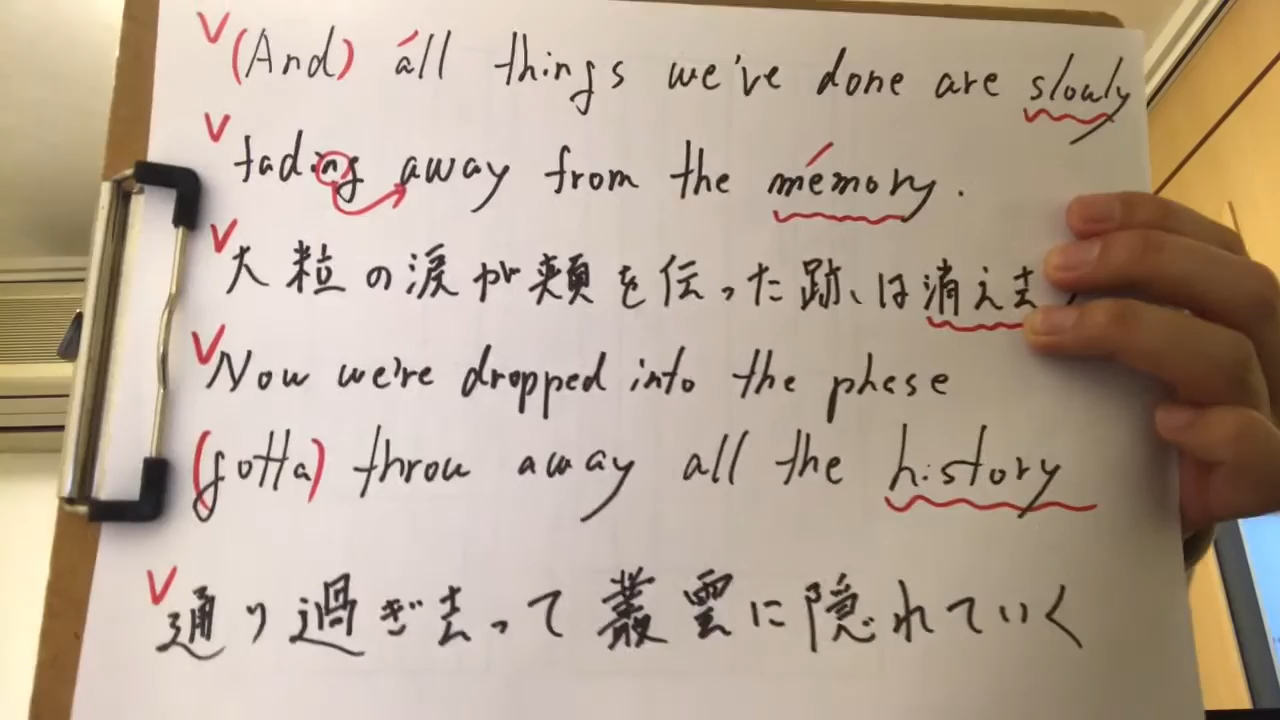 (And) all things we've done are slowly
fading away from the memory.
大粒の涙が頬を伝った跡、は消え去
Now we're dropped into the phese
(gotta) throw away all the history
通り過ぎ去って叢雲に隠れていく